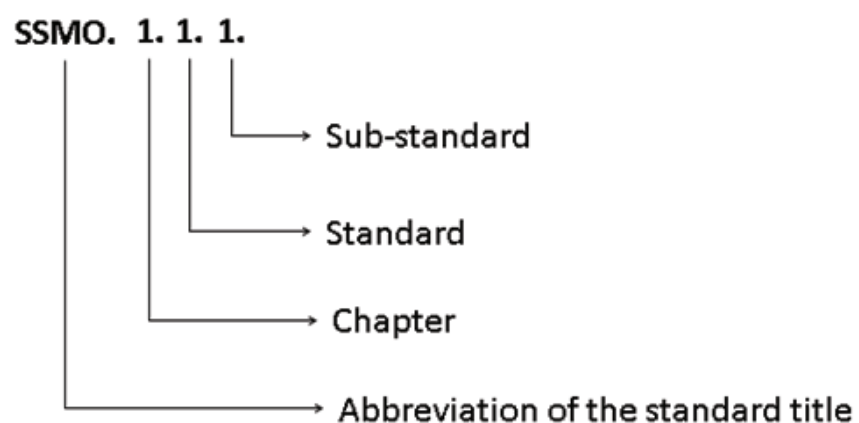 SSMO. 1. 1. 1.
Sub-standard
Standard
Chapter
Abbreviation of the standard title